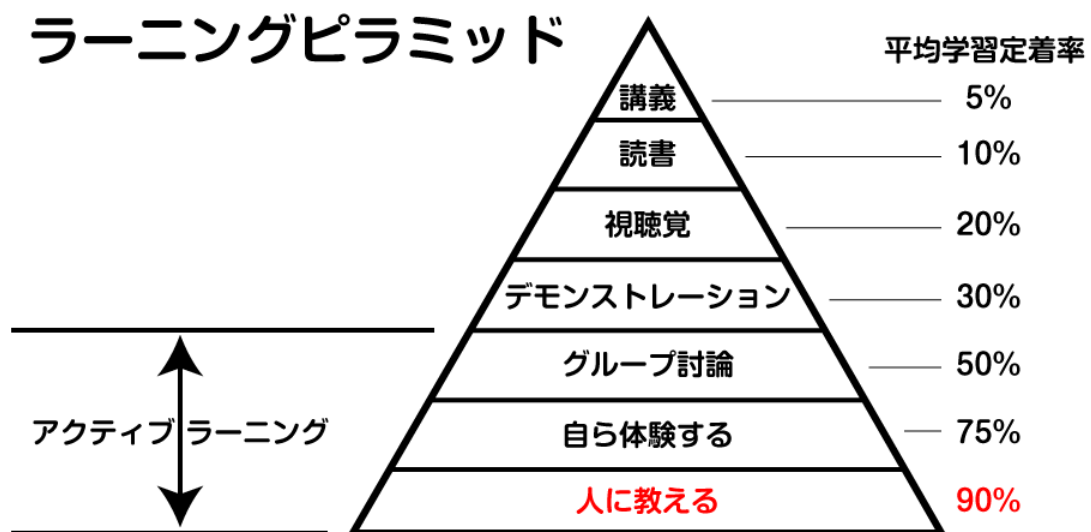 ラーニングピラミッド
平均学習定着率
講義 5%
読書 10%
視聴覚 20%
デモンストレーション 30%
グループ討論 50%
アクティブラーニング 自ら体験する 75%
人に教える 90%